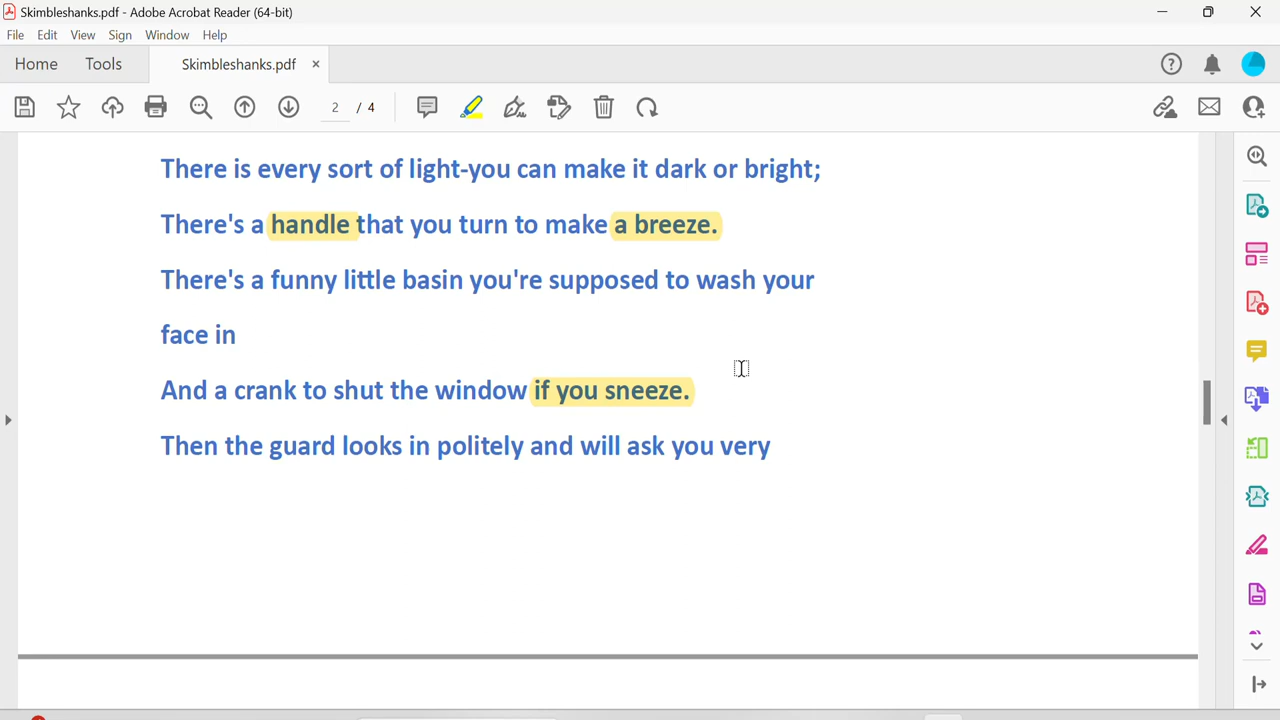 Skimbleshanks.pdf - Adobe Acrobat Reader (64-bit)
File Edit View Sign Window Help
Home Tools Skimbleshanks.pdf ×
2 / 4
There is every sort of light-you can make it dark or bright;
There's a handle that you turn to make a breeze.
There's a funny little basin you're supposed to wash your
face in
And a crank to shut the window if you sneeze.
Then the guard looks in politely and will ask you very